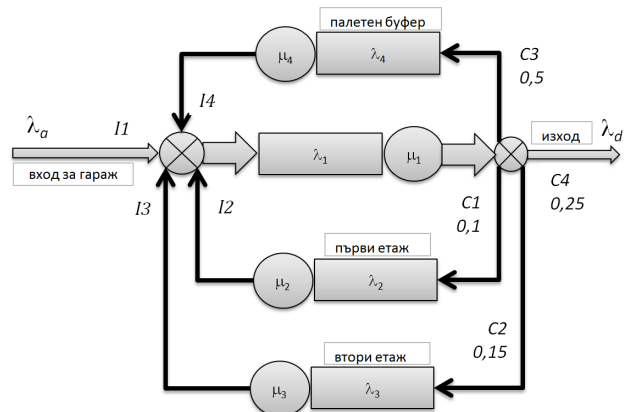 палетен буфер
μ4
λ4
C3
0,5
I4
λa
I1
вход за гараж
λ1
μ1
изход
λd
C4
0,25
I3
I2
C1
0,1
първи етаж
μ2
λ2
C2
0,15
втори етаж
μ3
λ3